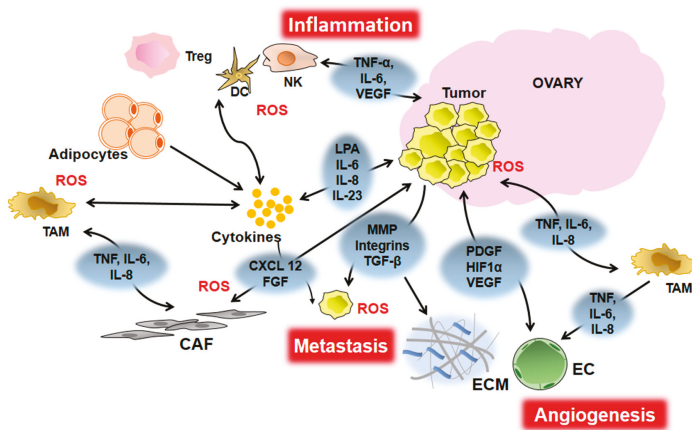 Inflammation
Treg
DC
NK
ROS
TNF-α,
IL-6,
VEGF
Tumor
OVARY
Adipocytes
LPA
IL-6
IL-8
IL-23
ROS
ROS
TAM
Cytokines
TNF, IL-6,
IL-8
ROS
CXCL 12
FGF
MMP
Integrins
TGF-β
PDGF
HIF1α
VEGF
TNF, IL-6,
IL-8
TAM
TNF,
IL-6,
IL-8
CAF
ROS
Metastasis
ECM
EC
Angiogenesis